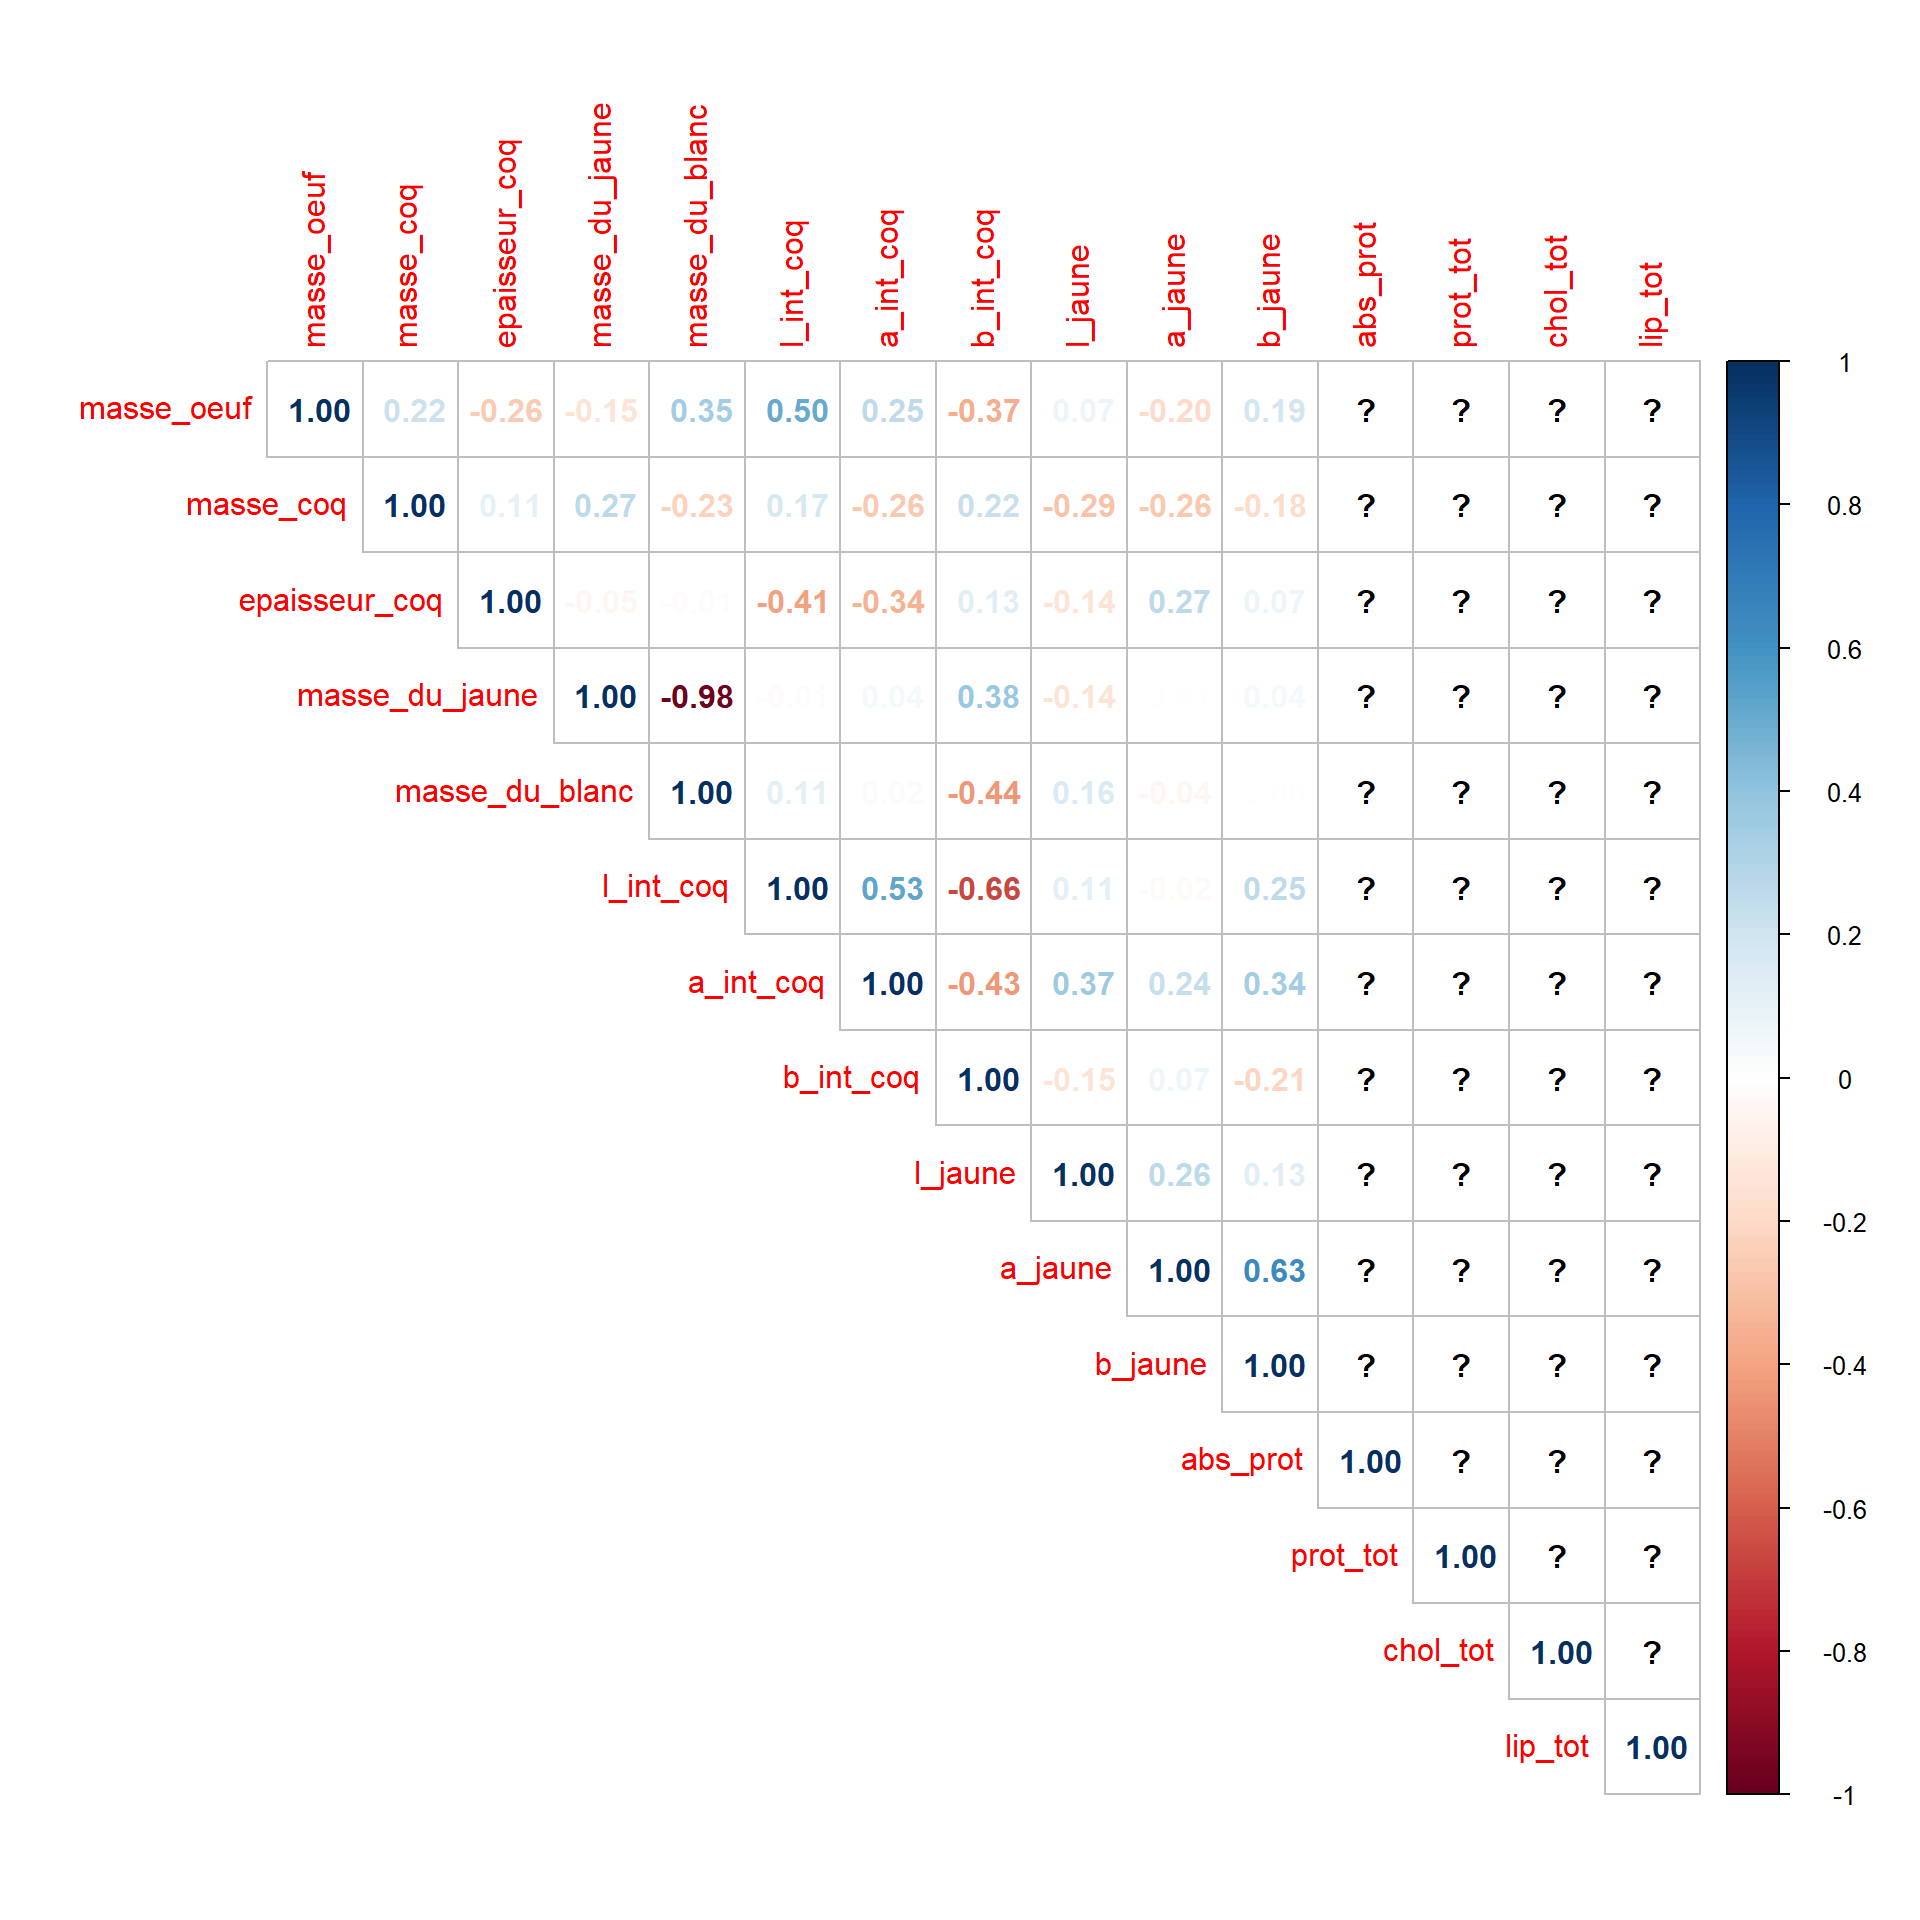 masse_oeuf masse_coq epaisseur_coq masse_du_jaune masse_du_blanc l_int_coq a_int_coq b_int_coq l_jaune a_jaune b_jaune abs_prot prot_tot chol_tot lip_tot
masse_oeuf 1.00 0.22 -0.26 -0.15 0.35 0.50 0.25 -0.37 0.07 -0.20 0.19 ? ? ? ?
masse_coq 1.00 0.11 0.27 -0.23 0.17 -0.26 0.22 -0.29 -0.26 -0.18 ? ? ? ?
epaisseur_coq 1.00 -0.05 -0.01 -0.41 -0.34 0.13 -0.14 0.27 0.07 ? ? ? ?
masse_du_jaune 1.00 -0.98 -0.01 0.04 0.38 -0.14 0.04 ? ? ? ?
masse_du_blanc 1.00 0.11 0.02 -0.44 0.16 -0.04 ? ? ? ?
l_int_coq 1.00 0.53 -0.66 0.11 -0.02 0.25 ? ? ? ?
a_int_coq 1.00 -0.43 0.37 0.24 0.34 ? ? ? ?
b_int_coq 1.00 -0.15 0.07 -0.21 ? ? ? ?
l_jaune 1.00 0.26 0.13 ? ? ? ?
a_jaune 1.00 0.63 ? ? ? ?
b_jaune 1.00 ? ? ? ?
abs_prot 1.00 ? ? ?
prot_tot 1.00 ? ?
chol_tot 1.00 ?
lip_tot 1.00
1
0.8
0.6
0.4
0.2
0
-0.2
-0.4
-0.6
-0.8
-1